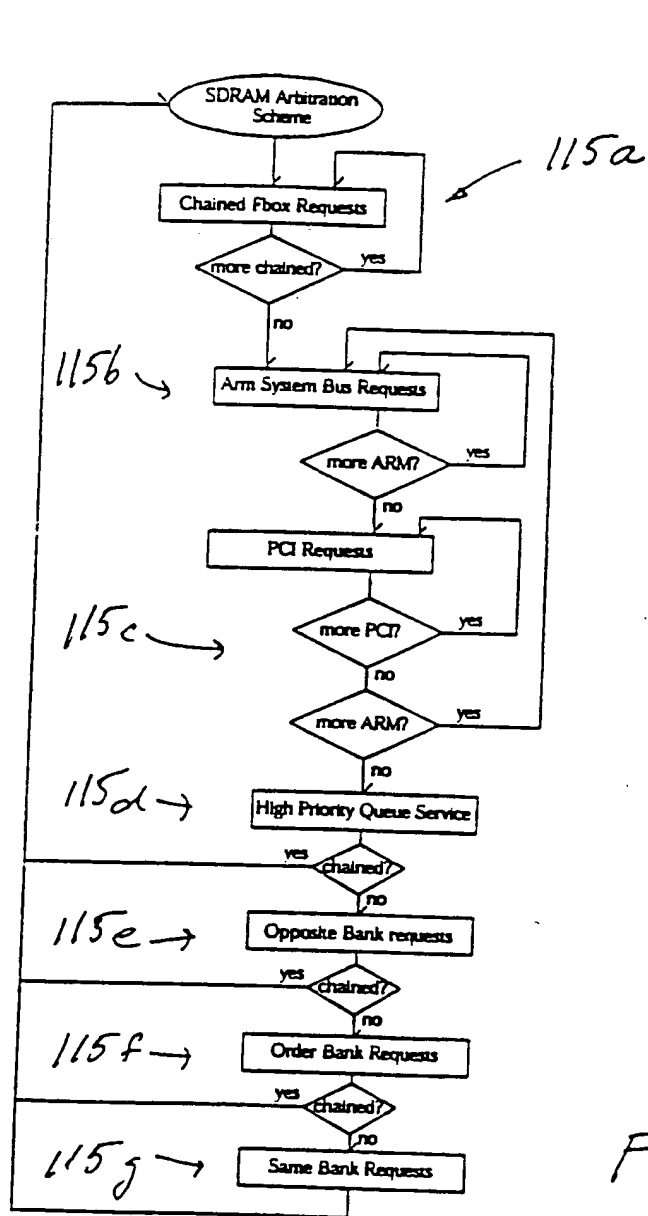 SDRAM Arbitration
Scheme
115a
Chained Fbox Requests
more chained?
yes
no
115b
Arm System Bus Requests
more ARM?
yes
no
PCI Requests
115c
more PCI?
yes
no
more ARM?
yes
no
115d
High Priority Queue Service
yes
chained?
no
115e
Opposite Bank requests
yes
chained?
no
115f
Order Bank Requests
yes
chained?
no
115g
Same Bank Requests
F